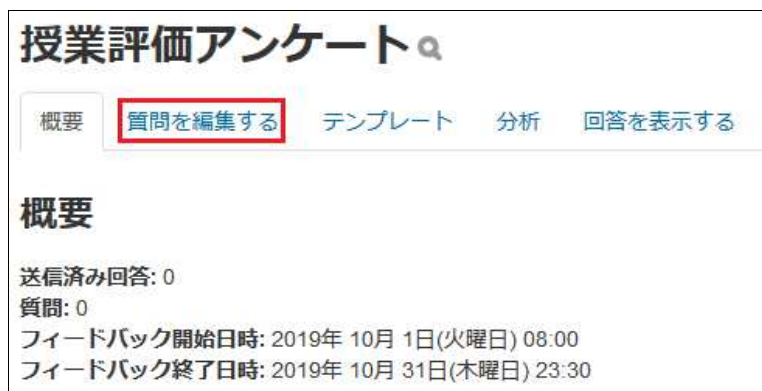 授業評価アンケート
概要 質問を編集する テンプレート 分析 回答を表示する
概要
送信済み回答: 0
質問: 0
フィードバック開始日時: 2019年 10月 1日(火曜日) 08:00
フィードバック終了日時: 2019年 10月 31日(木曜日) 23:30